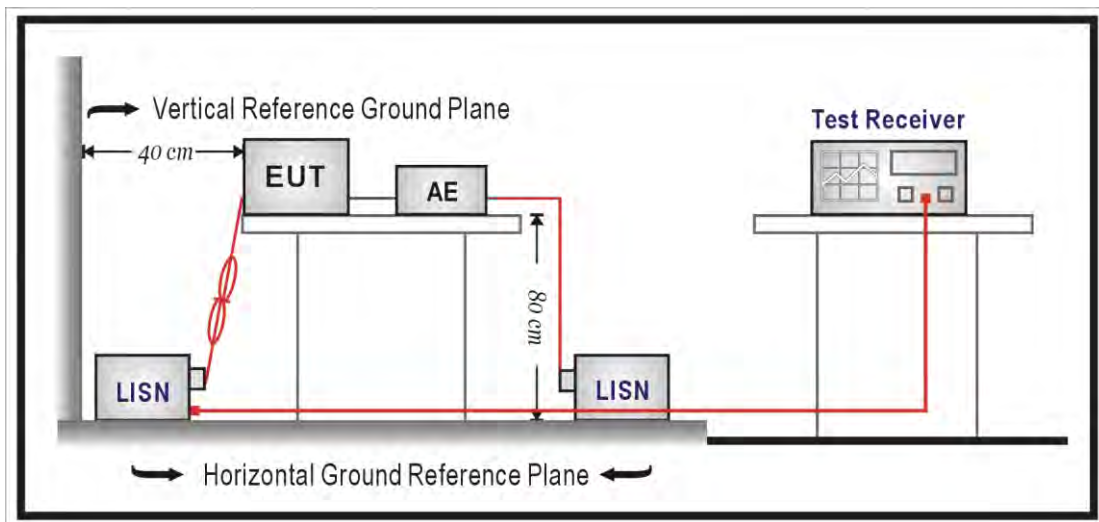 Vertical Reference Ground Plane
Test Receiver
40 cm
EUT
AE
80 cm
LISN
LISN
Horizontal Ground Reference Plane